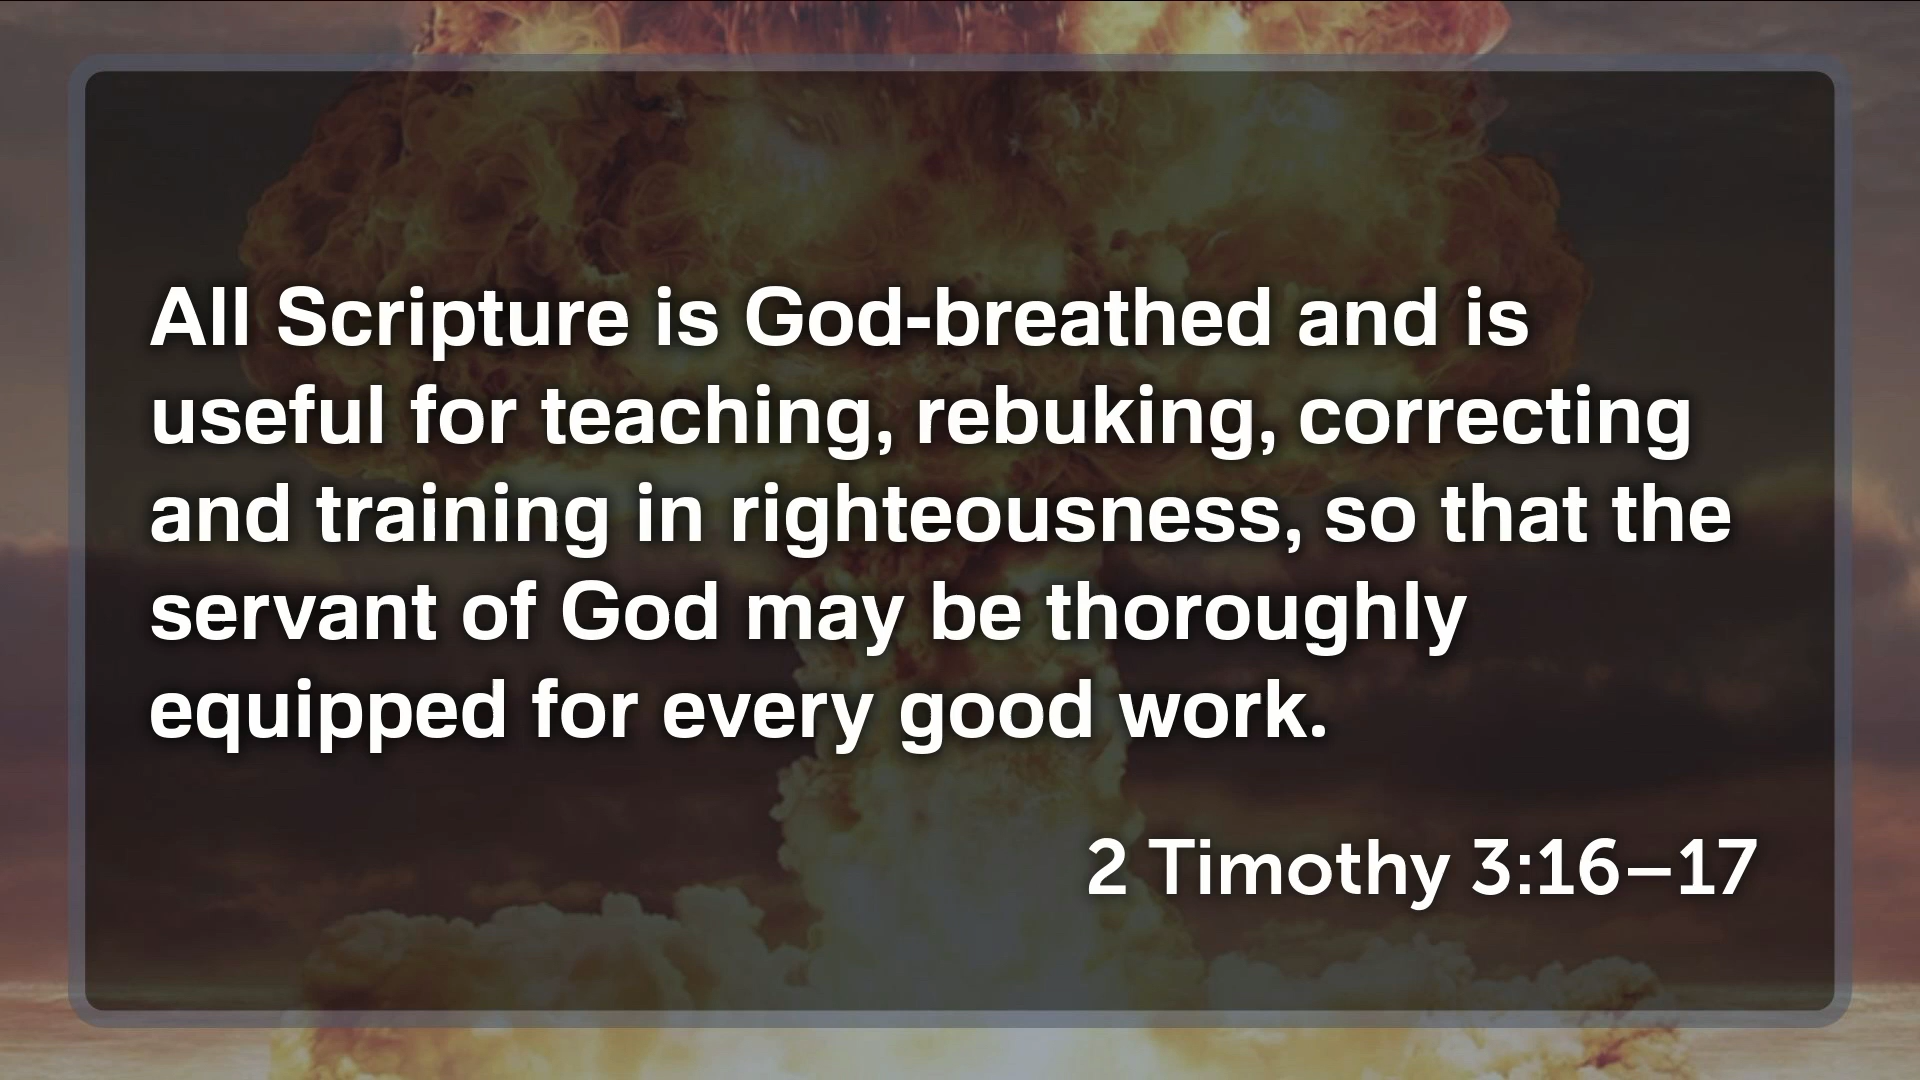 All Scripture is God-breathed and is
useful for teaching, rebuking, correcting
and training in righteousness, so that the
servant of God may be thoroughly
equipped for every good work.
2 Timothy 3:16–17